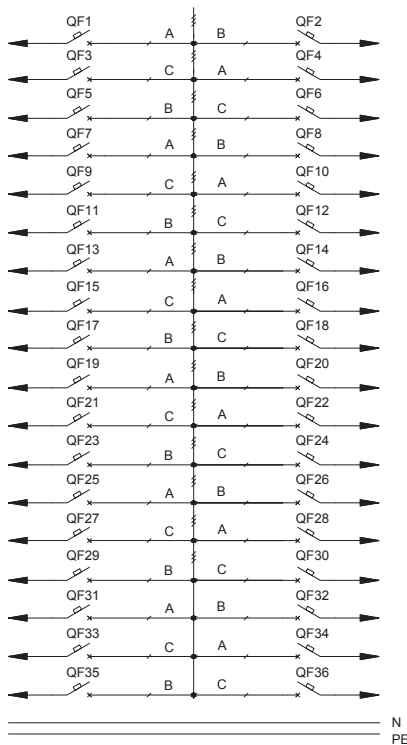 QF1 A B QF2
QF3 C A QF4
QF5 B C QF6
QF7 A B QF8
QF9 C A QF10
QF11 B C QF12
QF13 A B QF14
QF15 C A QF16
QF17 B C QF18
QF19 A B QF20
QF21 C A QF22
QF23 B C QF24
QF25 A B QF26
QF27 C A QF28
QF29 B C QF30
QF31 A B QF32
QF33 C A QF34
QF35 B C QF36
N
PE